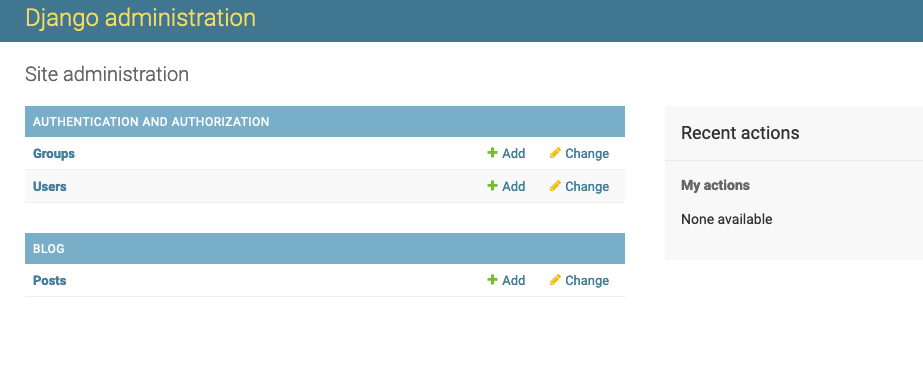 Django administration
Site administration
AUTHENTICATION AND AUTHORIZATION
Groups Add Change
Users Add Change
BLOG
Posts Add Change
Recent actions
My actions
None available